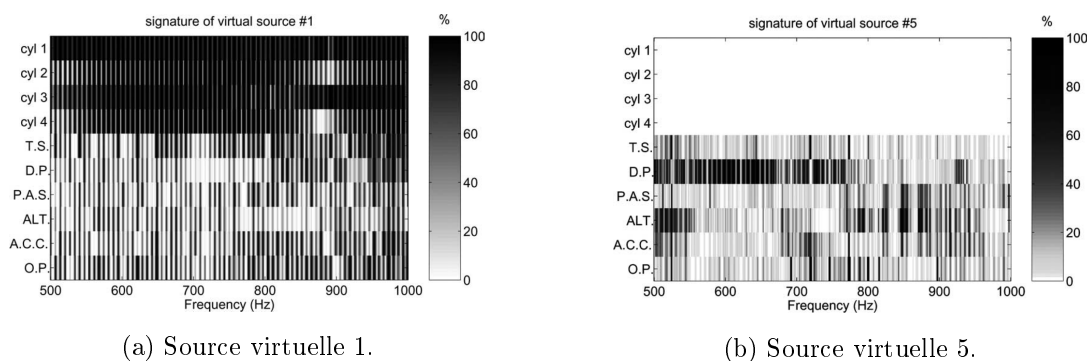 signature of virtual source #1
%
cyl 1
cyl 2
cyl 3
cyl 4
T.S.
D.P.
P.A.S.
ALT.
A.C.C.
O.P.
500 600 700 800 900 1000
Frequency (Hz)
100
80
60
40
20
0
(a) Source virtuelle 1.
signature of virtual source #5
%
cyl 1
cyl 2
cyl 3
cyl 4
T.S.
D.P.
P.A.S.
ALT.
A.C.C.
O.P.
500 600 700 800 900 1000
Frequency (Hz)
100
80
60
40
20
0
(b) Source virtuelle 5.